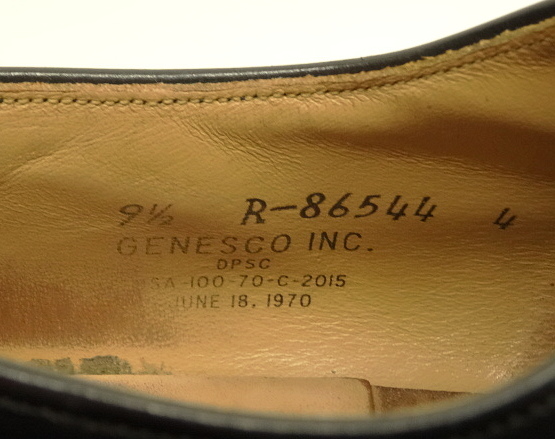 9½ R-86544 4
GENESCO INC.
DPSC
SA-100-70-C-2015
JUNE 18, 1970